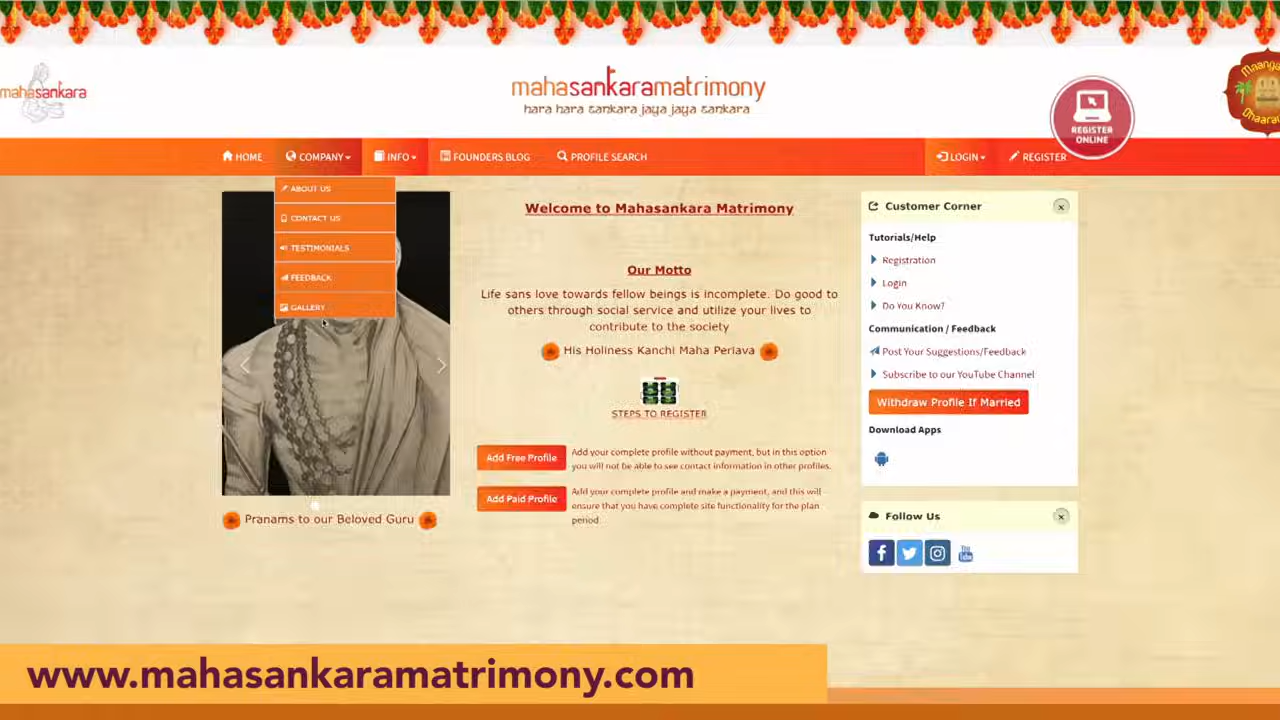 mahasankara
mahasankaramatrimony
hara hara sankara jaya jaya sankara
REGISTER
ONLINE
Maanga
Dhaara
HOME
COMPANY
INFO
FOUNDERS BLOG
PROFILE SEARCH
LOGIN
REGISTER
ABOUT US
CONTACT US
TESTIMONIALS
FEEDBACK
GALLERY
Pranams to our Beloved Guru
Welcome to Mahasankara Matrimony
Our Motto
Life sans love towards fellow beings is incomplete. Do good to
others through social service and utilize your lives to
contribute to the society
His Holiness Kanchi Maha Periava
STEPS TO REGISTER
Add Free Profile
Add your complete profile without payment, but in this option
you will not be able to see contact information in other profiles.
Add Paid Profile
Add your complete profile and make a payment, and this will
ensure that you have complete site functionality for the plan
period.
Customer Corner
Tutorials/Help
Registration
Login
Do You Know?
Communication / Feedback
Post Your Suggestions/Feedback
Subscribe to our YouTube Channel
Withdraw Profile If Married
Download Apps
Follow Us
You
Tube
www.mahasankaramatrimony.com